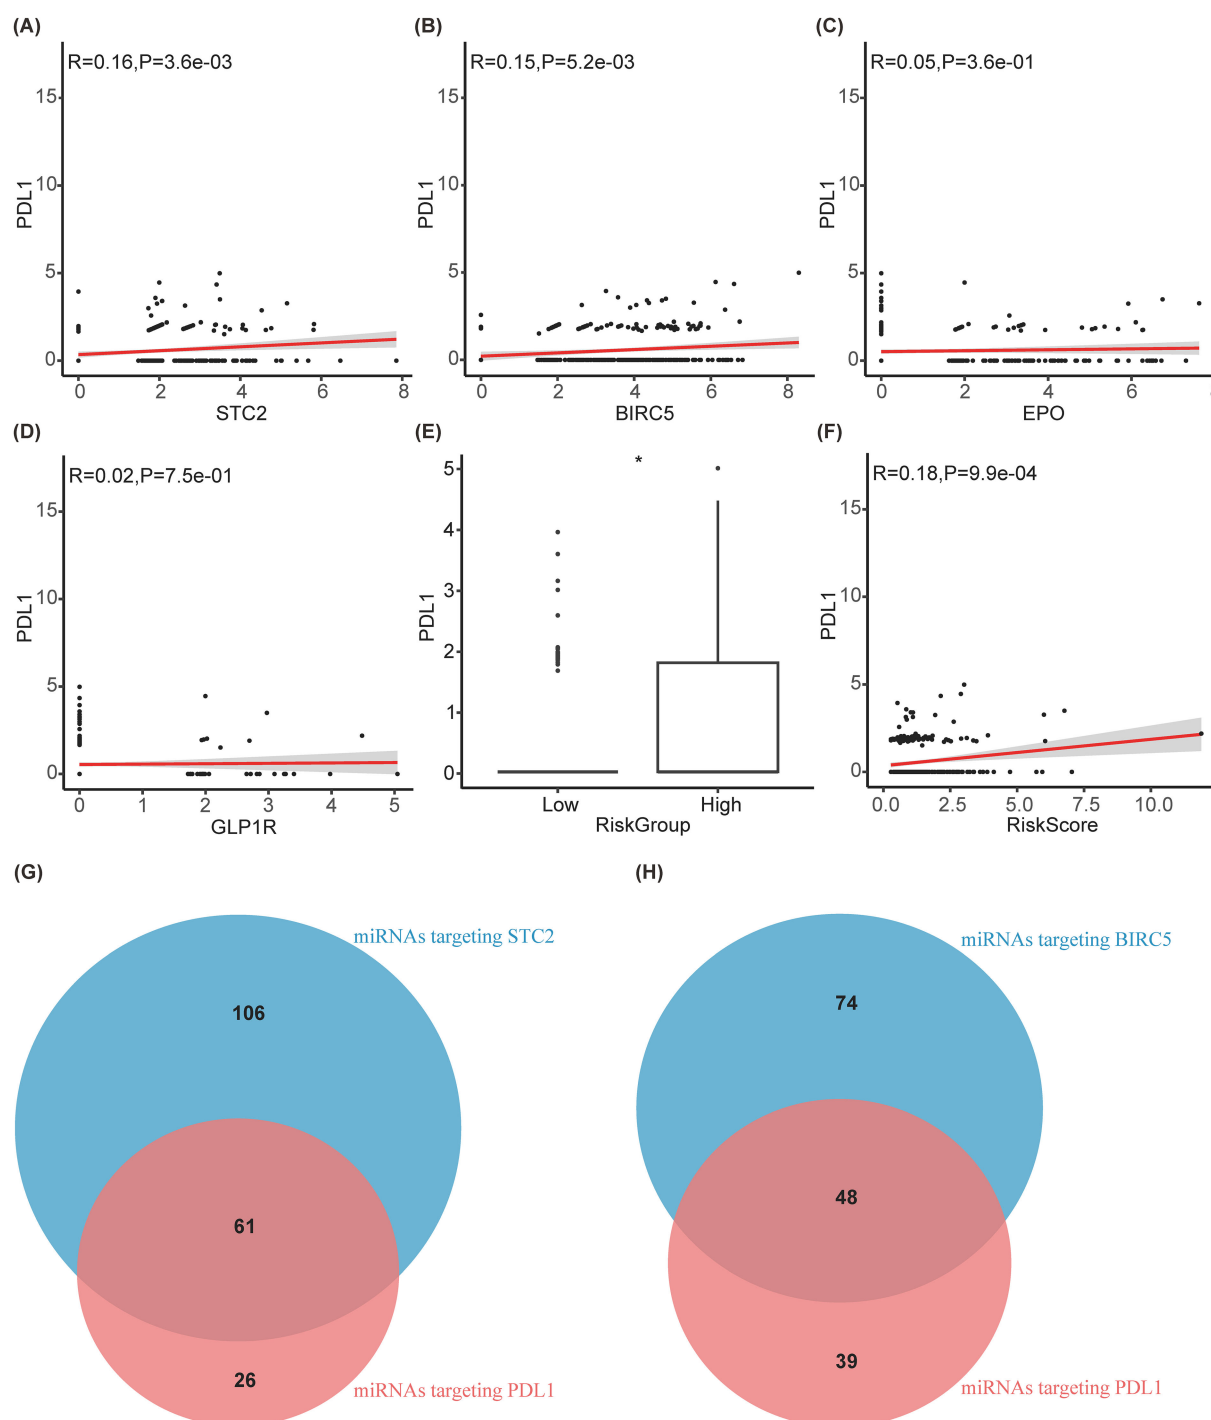 (A)
R=0.16,P=3.6e-03
15
10
5
0
PDL1
0 2 4 6 8
STC2
(B)
R=0.15,P=5.2e-03
15
10
5
0
PDL1
0 2 4 6 8
BIRC5
(C)
R=0.05,P=3.6e-01
15
10
5
0
PDL1
0 2 4 6
EPO
(D)
R=0.02,P=7.5e-01
15
10
5
0
PDL1
0 1 2 3 4 5
GLP1R
(E)
*
5
4
3
2
1
0
PDL1
Low High
RiskGroup
(F)
R=0.18,P=9.9e-04
15
10
5
0
PDL1
0.0 2.5 5.0 7.5 10.0
RiskScore
(G)
miRNAs targeting STC2
106
61
26
miRNAs targeting PDL1
(H)
miRNAs targeting BIRC5
74
48
39
miRNAs targeting PDL1